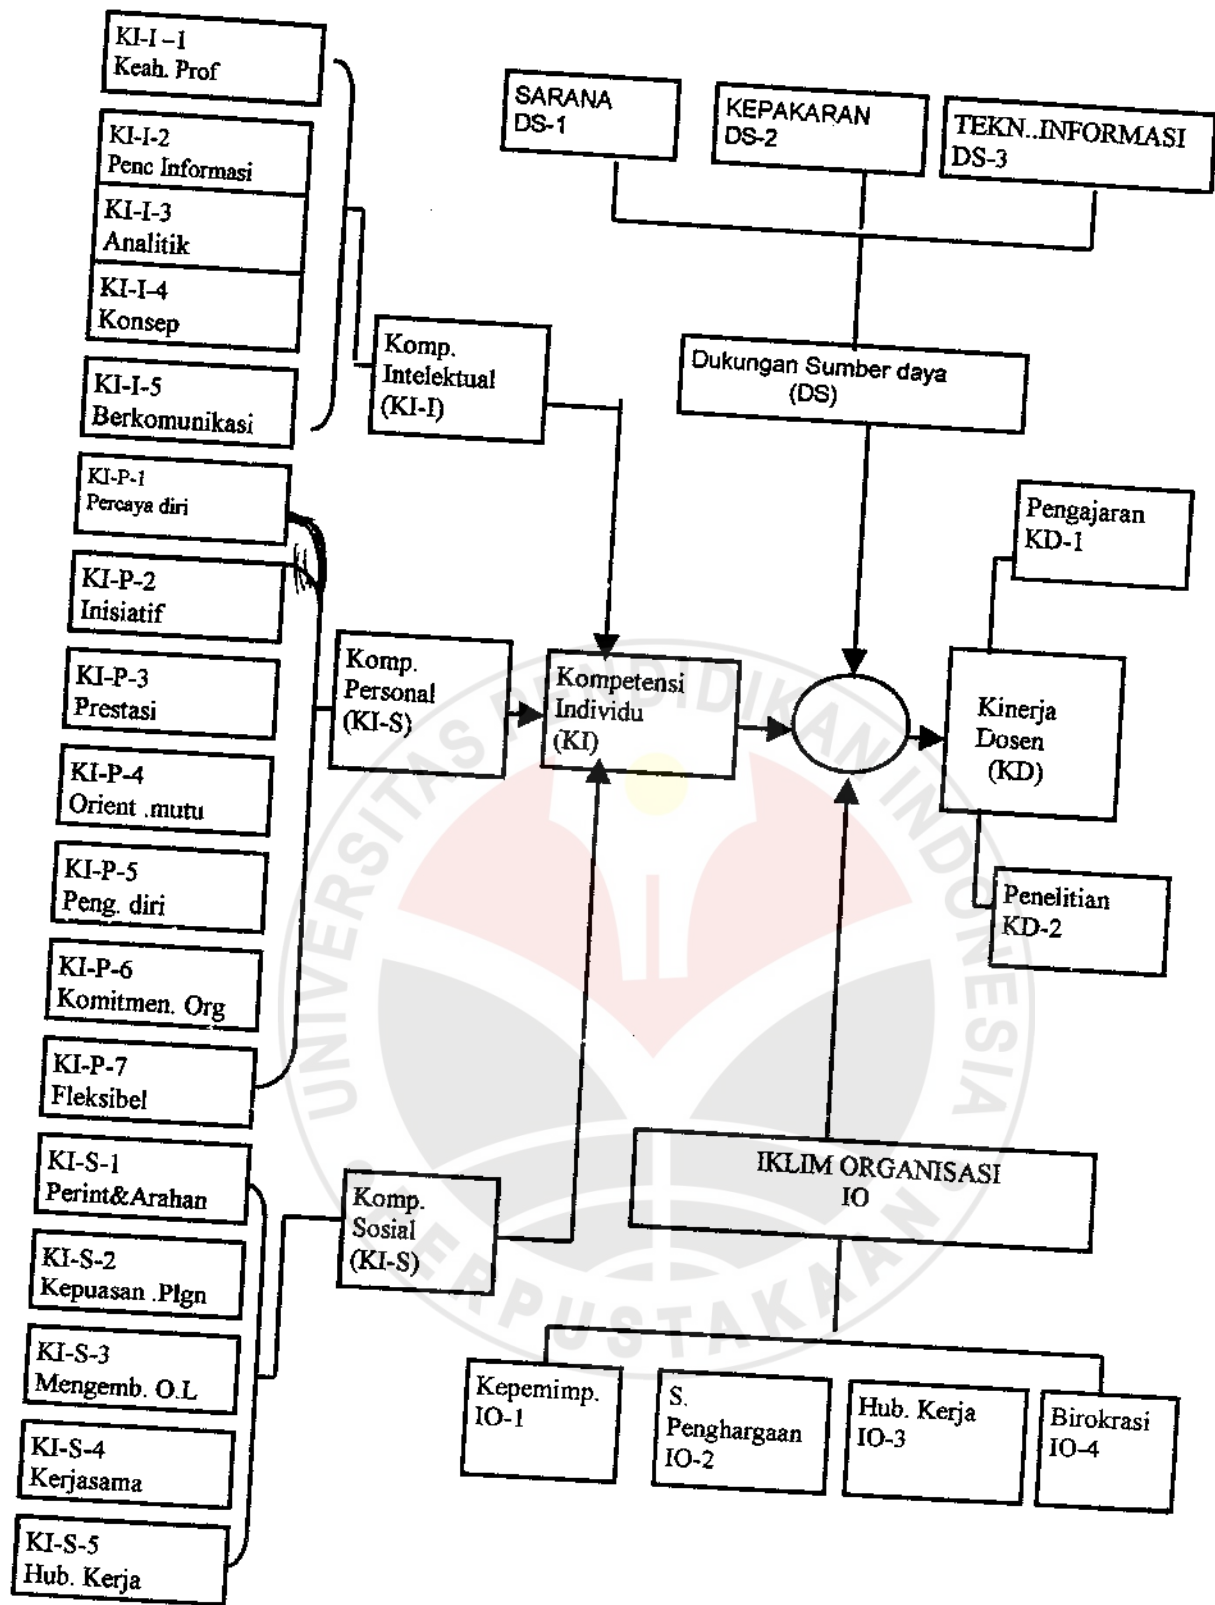 KI-I –1
Keah. Prof
KI-I-2
Penc Informasi
KI-I-3
Analitik
KI-I-4
Konsep
KI-I-5
Berkomunikasi
KI-P-1
Percaya diri
KI-P-2
Inisiatif
KI-P-3
Prestasi
KI-P-4
Orient .mutu
KI-P-5
Peng. diri
KI-P-6
Komitmen. Org
KI-P-7
Fleksibel
KI-S-1
Perint&Arahan
KI-S-2
Kepuasan .Plgn
KI-S-3
Mengemb. O.L
KI-S-4
Kerjasama
KI-S-5
Hub. Kerja
Komp.
Intelektual
(KI-I)
Komp.
Personal
(KI-S)
Komp.
Sosial
(KI-S)
Kompetensi
Individu
(KI)
SARANA
DS-1
KEPAKARAN
DS-2
TEKN..INFORMASI
DS-3
Dukungan Sumber daya
(DS)
Pengajaran
KD-1
Kinerja
Dosen
(KD)
Penelitian
KD-2
IKLIM ORGANISASI
IO
Kepemimp.
IO-1
S.
Penghargaan
IO-2
Hub. Kerja
IO-3
Birokrasi
IO-4
UNIVERSITAS PENDIDIKAN INDONESIA
PERPUSTAKAAN